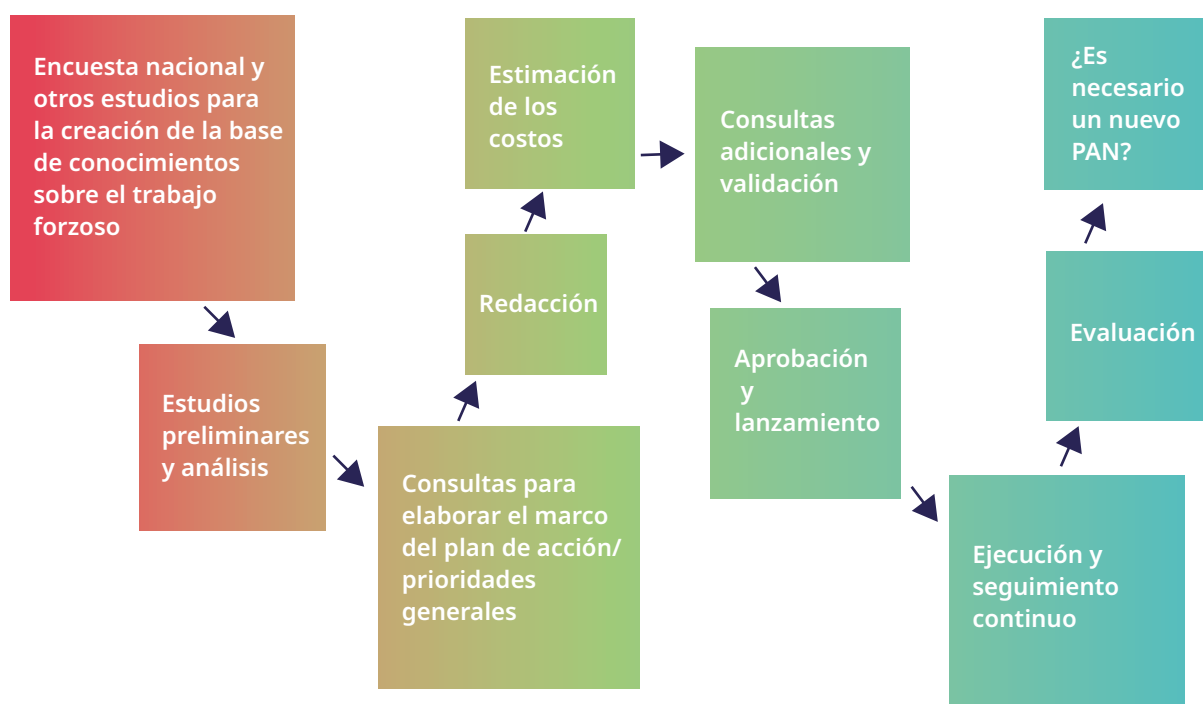 Encuesta nacional y
otros estudios para
la creación de la base
de conocimientos
sobre el trabajo
forzoso
Estudios
preliminares
y análisis
Consultas para
elaborar el marco
del plan de acción/
prioridades
generales
Redacción
Estimación
de los
costos
Consultas
adicionales y
validación
Aprobación
y
lanzamiento
Ejecución y
seguimiento
continuo
Evaluación
¿Es
necesario
un nuevo
PAN?